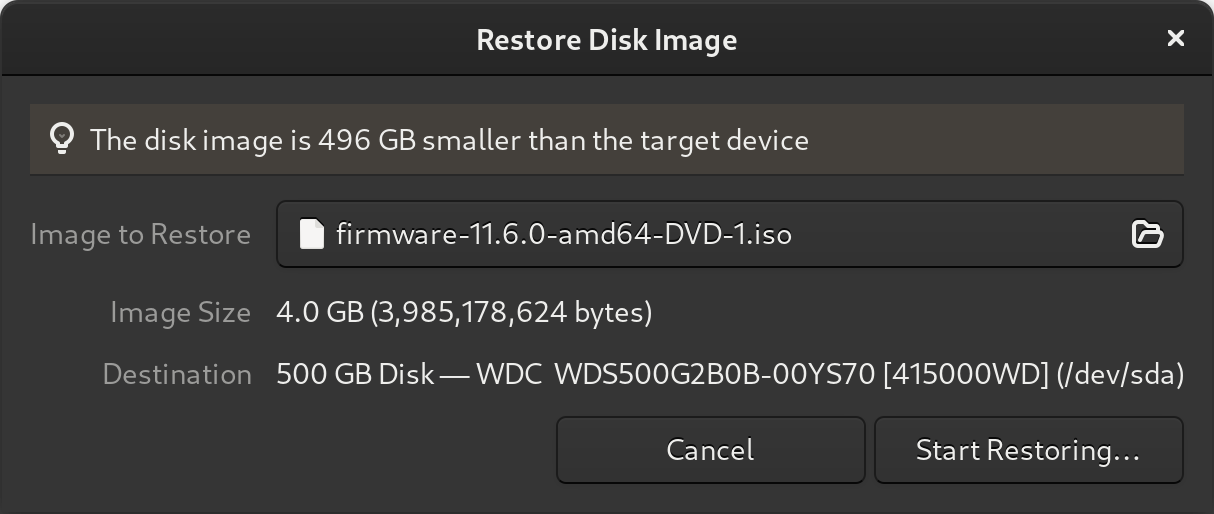 Restore Disk Image
The disk image is 496 GB smaller than the target device
Image to Restore firmware-11.6.0-amd64-DVD-1.iso
Image Size 4.0 GB (3,985,178,624 bytes)
Destination 500 GB Disk — WDC  WDS500G2B0B-00YS70 [415000WD] (/dev/sda)
Cancel Start Restoring…